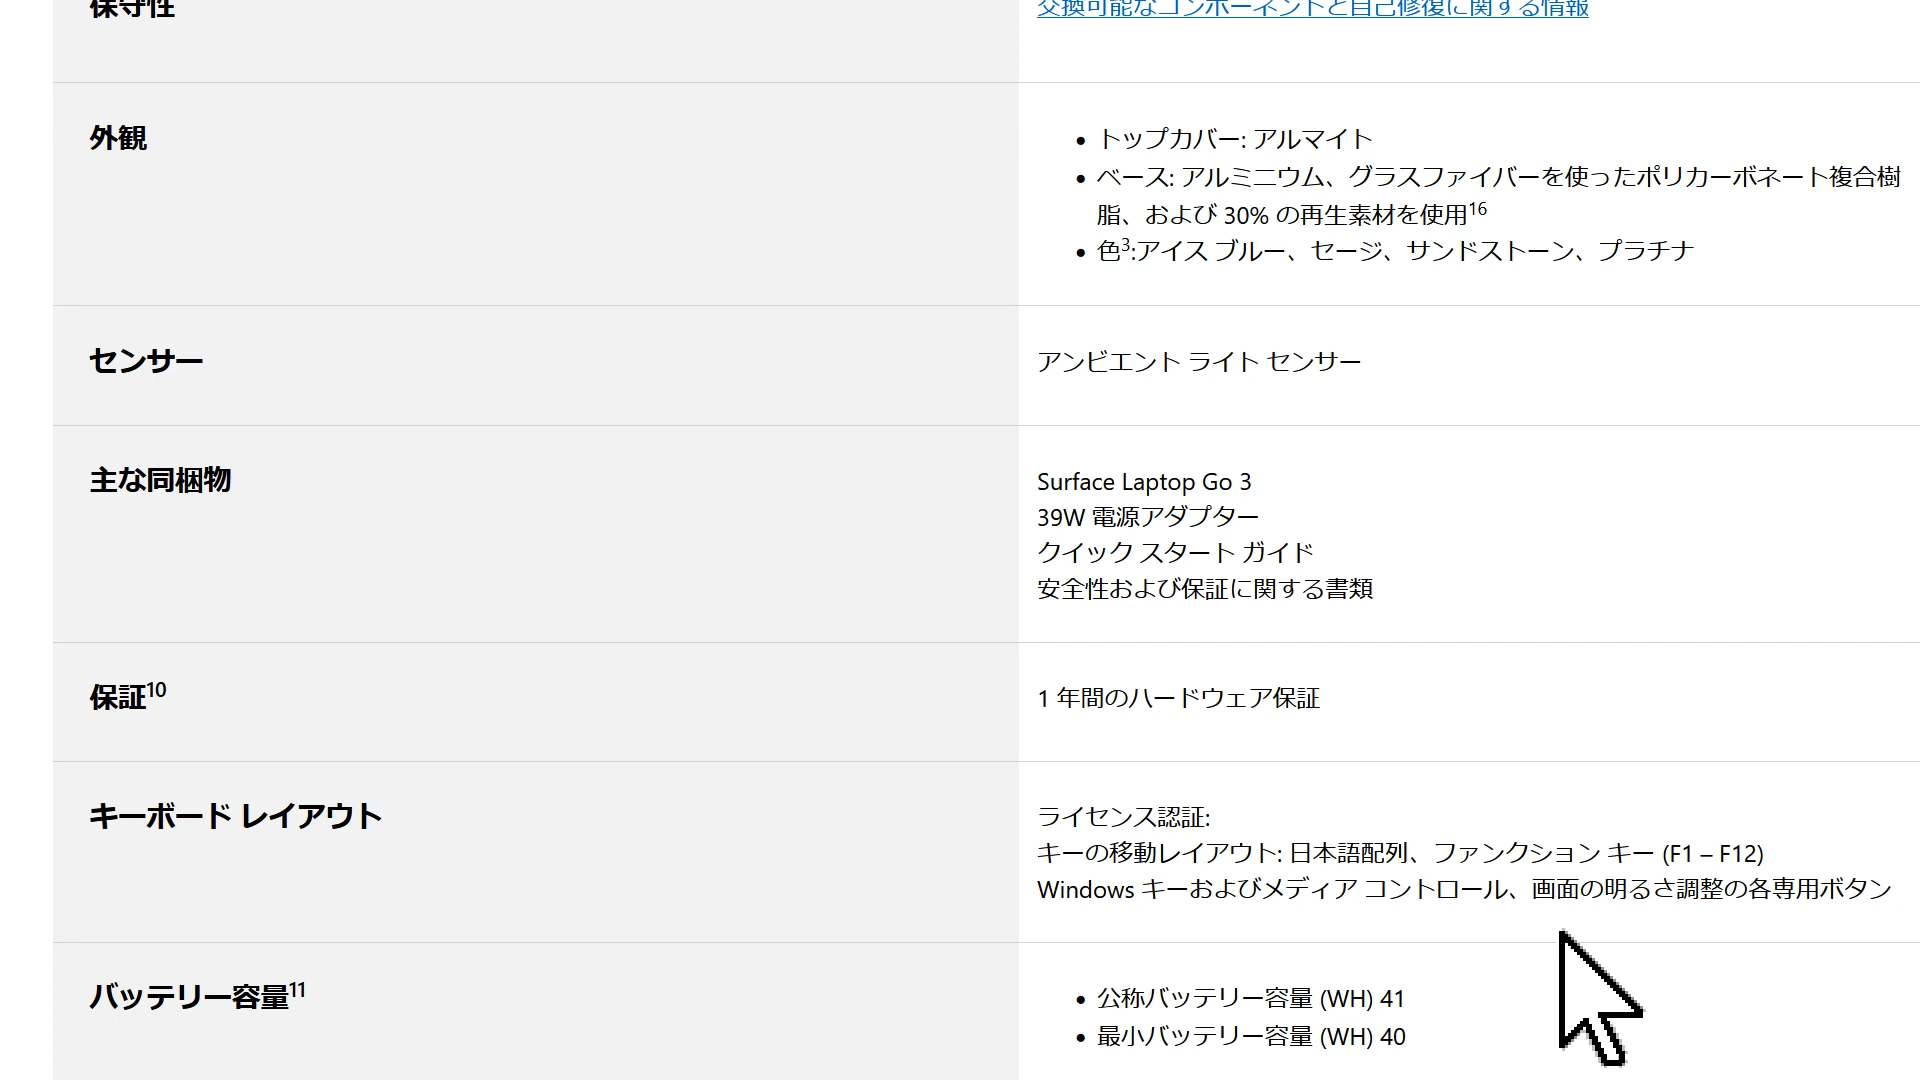 保守性
交換可能なコンポーネントと自己修復に関する情報
外観
• トップカバー: アルマイト
• ベース: アルミニウム、グラスファイバーを使ったポリカーボネート複合樹
脂、および 30% の再生素材を使用16
• 色3:アイス ブルー、セージ、サンドストーン、プラチナ
センサー
アンビエント ライト センサー
主な同梱物
Surface Laptop Go 3
39W 電源アダプター
クイック スタート ガイド
安全性および保証に関する書類
保証10
1 年間のハードウェア保証
キーボード レイアウト
ライセンス認証:
キーの移動レイアウト: 日本語配列、ファンクション キー (F1 – F12)
Windows キーおよびメディア コントロール、画面の明るさ調整の各専用ボタン
バッテリー容量11
• 公称バッテリー容量 (WH) 41
• 最小バッテリー容量 (WH) 40